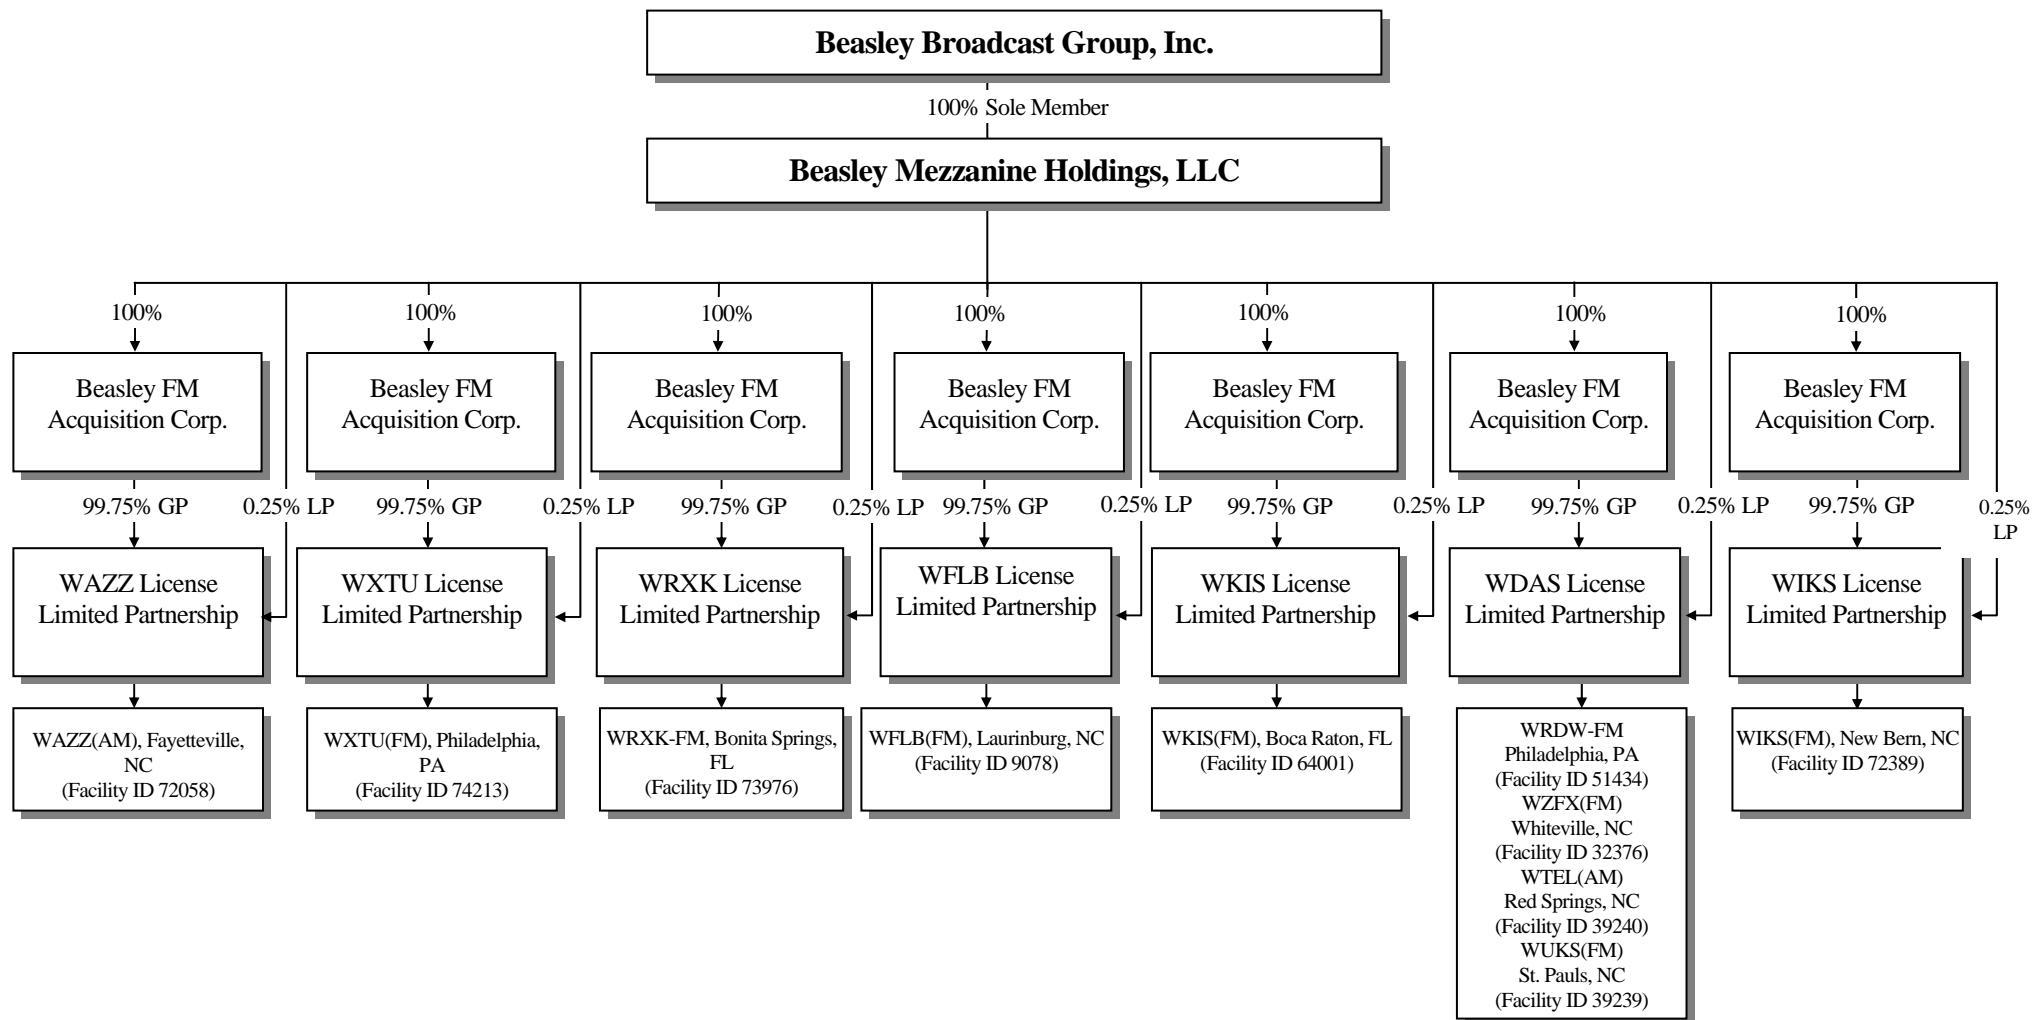 Beasley Broadcast Group, Inc.
100% Sole Member
Beasley Mezzanine Holdings, LLC
100%
100%
100%
100%
100%
100%
100%
Beasley FM
Acquisition Corp.
Beasley FM
Acquisition Corp.
Beasley FM
Acquisition Corp.
Beasley FM
Acquisition Corp.
Beasley FM
Acquisition Corp.
Beasley FM
Acquisition Corp.
Beasley FM
Acquisition Corp.
99.75% GP
0.25% LP
99.75% GP
0.25% LP
99.75% GP
0.25% LP
99.75% GP
0.25% LP
99.75% GP
0.25% LP
99.75% GP
0.25% LP
99.75% GP
0.25%
LP
WAZZ License
Limited Partnership
WXTU License
Limited Partnership
WRXK License
Limited Partnership
WFLB License
Limited Partnership
WKIS License
Limited Partnership
WDAS License
Limited Partnership
WIKS License
Limited Partnership
WAZZ(AM), Fayetteville,
NC
(Facility ID 72058)
WXTU(FM), Philadelphia,
PA
(Facility ID 74213)
WRXK-FM, Bonita Springs,
FL
(Facility ID 73976)
WFLB(FM), Laurinburg, NC
(Facility ID 9078)
WKIS(FM), Boca Raton, FL
(Facility ID 64001)
WRDW-FM
Philadelphia, PA
(Facility ID 51434)
WZFX(FM)
Whiteville, NC
(Facility ID 32376)
WTEL(AM)
Red Springs, NC
(Facility ID 39240)
WUKS(FM)
St. Pauls, NC
(Facility ID 39239)
WIKS(FM), New Bern, NC
(Facility ID 72389)